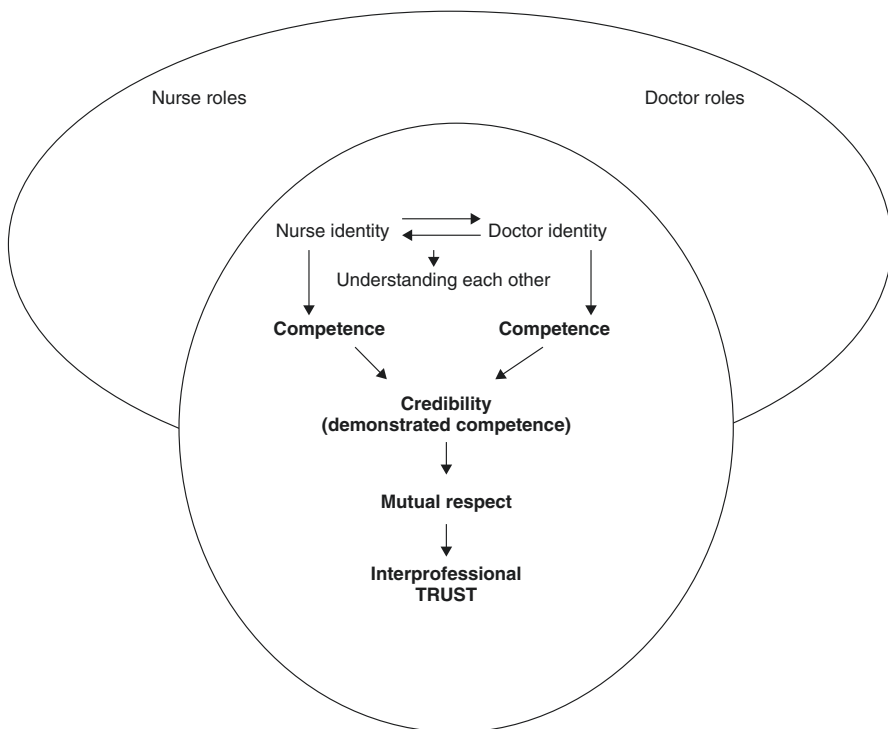 Nurse roles
Doctor roles
Nurse identity
Doctor identity
Understanding each other
Competence
Competence
Credibility
(demonstrated competence)
Mutual respect
Interprofessional
TRUST